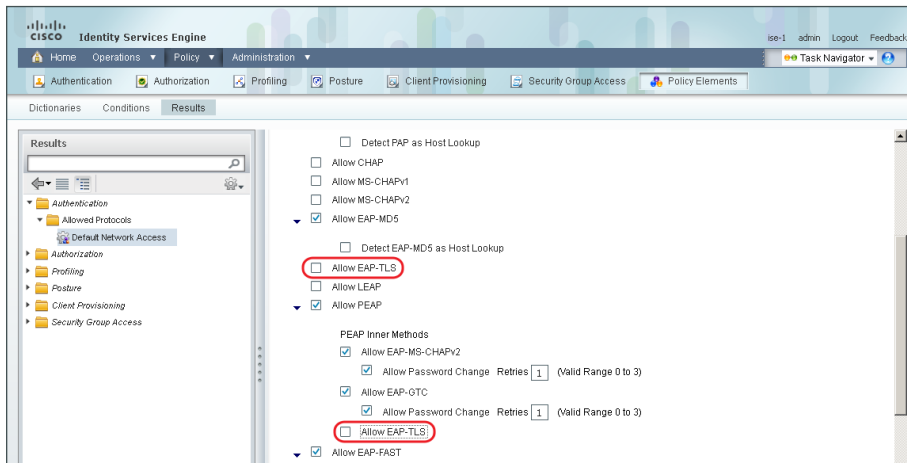 CISCO Identity Services Engine
ise-1 admin Logout Feedback
Home Operations Policy Administration
Task Navigator
Authentication Authorization Profiling Posture Client Provisioning Security Group Access Policy Elements
Dictionaries Conditions Results
Results
Authentication
Allowed Protocols
Default Network Access
Authorization
Profiling
Posture
Client Provisioning
Security Group Access
Detect PAP as Host Lookup
Allow CHAP
Allow MS-CHAPv1
Allow MS-CHAPv2
Allow EAP-MD5
Detect EAP-MD5 as Host Lookup
Allow EAP-TLS
Allow LEAP
Allow PEAP
PEAP Inner Methods
Allow EAP-MS-CHAPv2
Allow Password Change Retries 1 (Valid Range 0 to 3)
Allow EAP-GTC
Allow Password Change Retries 1 (Valid Range 0 to 3)
Allow EAP-TLS
Allow EAP-FAST